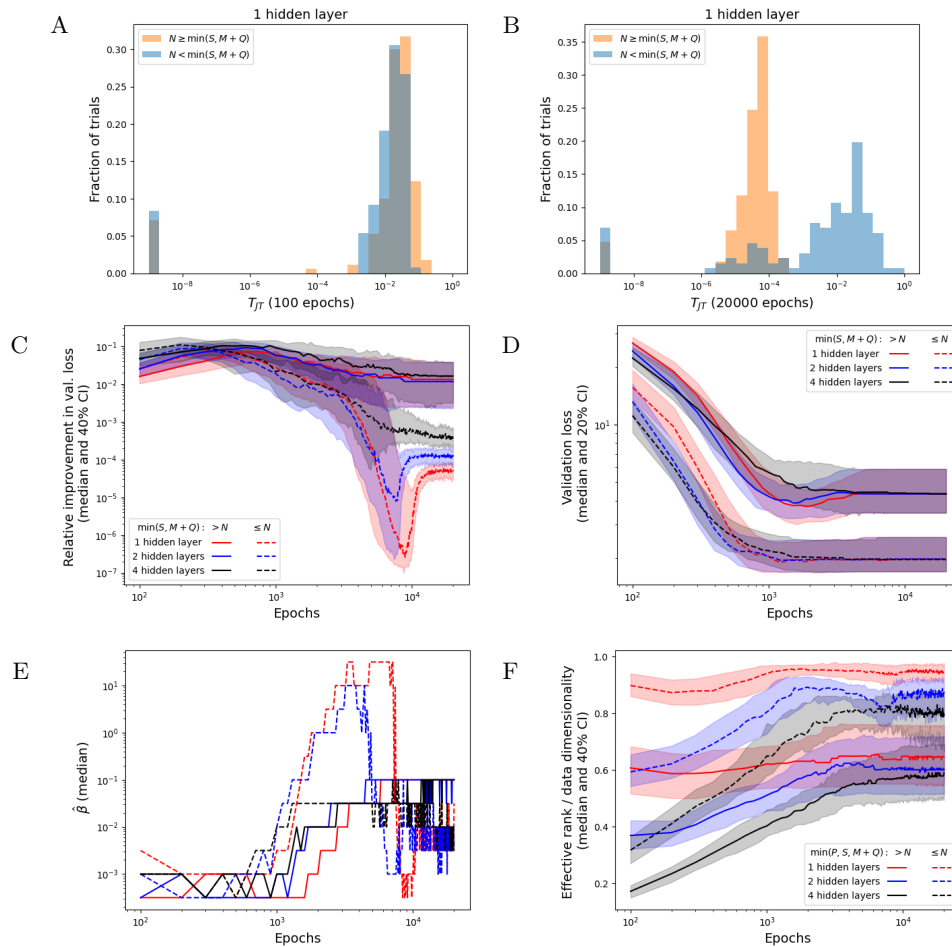 A
1 hidden layer
N ≥ min(S, M + Q)
N < min(S, M + Q)
Fraction of trials
0.30
0.25
0.20
0.15
0.10
0.05
0.00
10⁻⁸
10⁻⁶
10⁻⁴
10⁻²
10⁰
T_JT (100 epochs)
B
1 hidden layer
N ≥ min(S, M + Q)
N < min(S, M + Q)
Fraction of trials
0.35
0.30
0.25
0.20
0.15
0.10
0.05
0.00
10⁻⁸
10⁻⁶
10⁻⁴
10⁻²
10⁰
T_JT (20000 epochs)
C
Relative improvement in val. loss
(median and 40% CI)
10⁻¹
10⁻²
10⁻³
10⁻⁴
10⁻⁵
10⁻⁶
10⁻⁷
min(S, M + Q) : > N ≤ N
1 hidden layer
2 hidden layers
4 hidden layers
10²
10³
10⁴
Epochs
D
Validation loss
(median and 20% CI)
10¹
min(S, M + Q) : > N ≤ N
1 hidden layer
2 hidden layers
4 hidden layers
10²
10³
10⁴
Epochs
E
β̂ (median)
10¹
10⁰
10⁻¹
10⁻²
10⁻³
10²
10³
10⁴
Epochs
F
Effective rank / data dimensionality
(median and 40% CI)
1.0
0.8
0.6
0.4
0.2
min(P, S, M + Q) : > N ≤ N
1 hidden layer
2 hidden layers
4 hidden layers
10²
10³
10⁴
Epochs